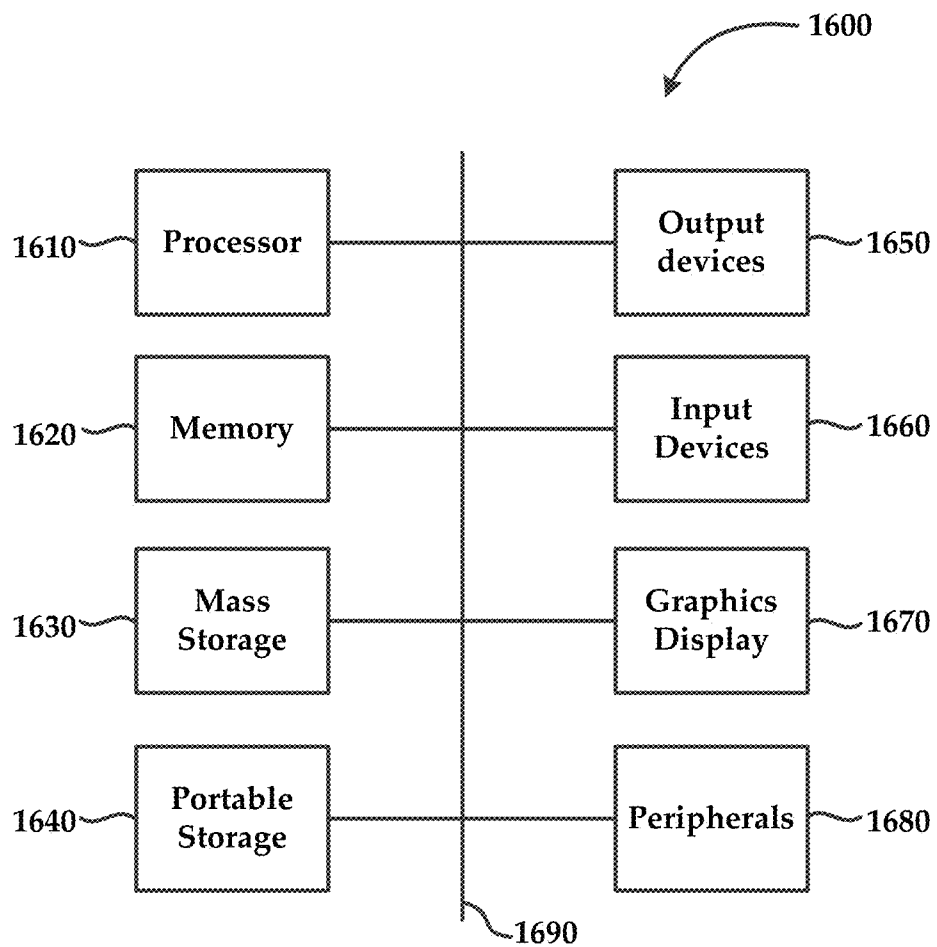 1600
1610
Processor
Output
devices
1650
1620
Memory
Input
Devices
1660
1630
Mass
Storage
Graphics
Display
1670
1640
Portable
Storage
Peripherals
1680
1690